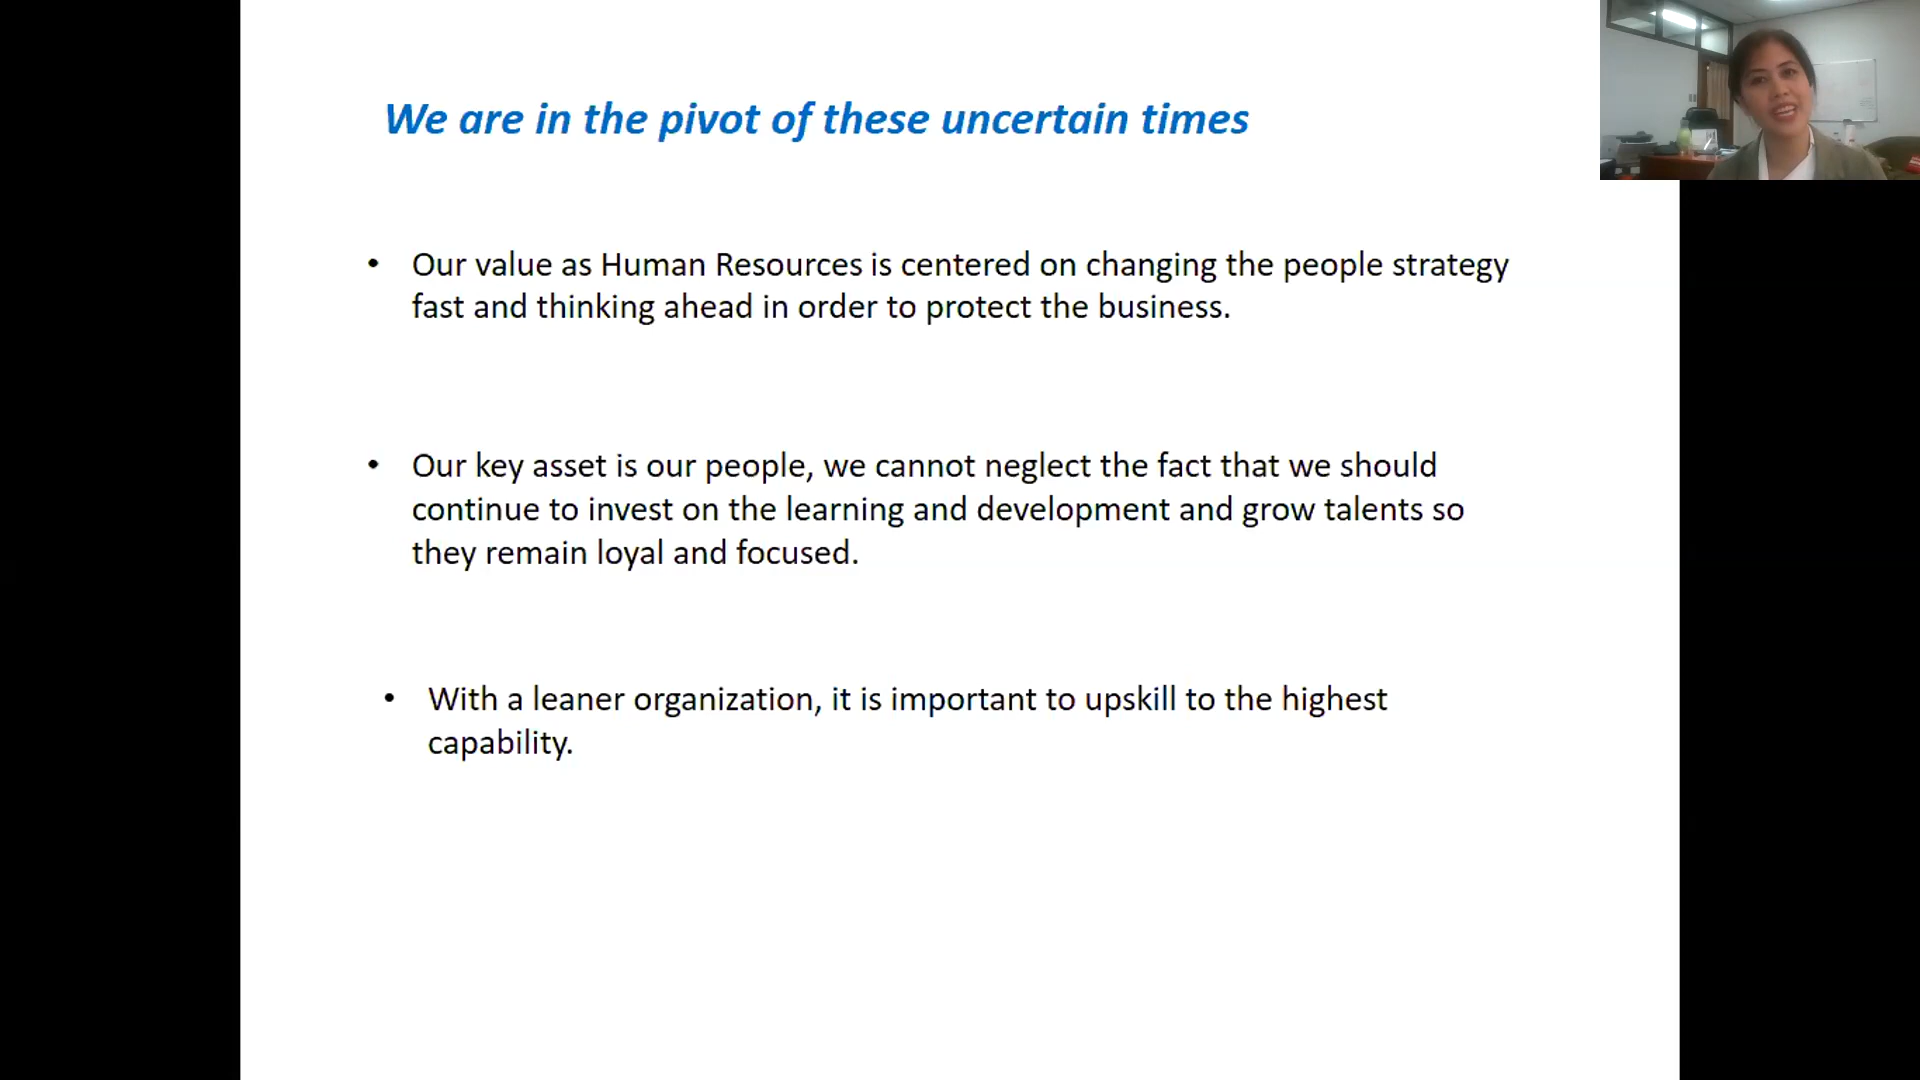 We are in the pivot of these uncertain times
• Our value as Human Resources is centered on changing the people strategy
fast and thinking ahead in order to protect the business.
• Our key asset is our people, we cannot neglect the fact that we should
continue to invest on the learning and development and grow talents so
they remain loyal and focused.
• With a leaner organization, it is important to upskill to the highest
capability.